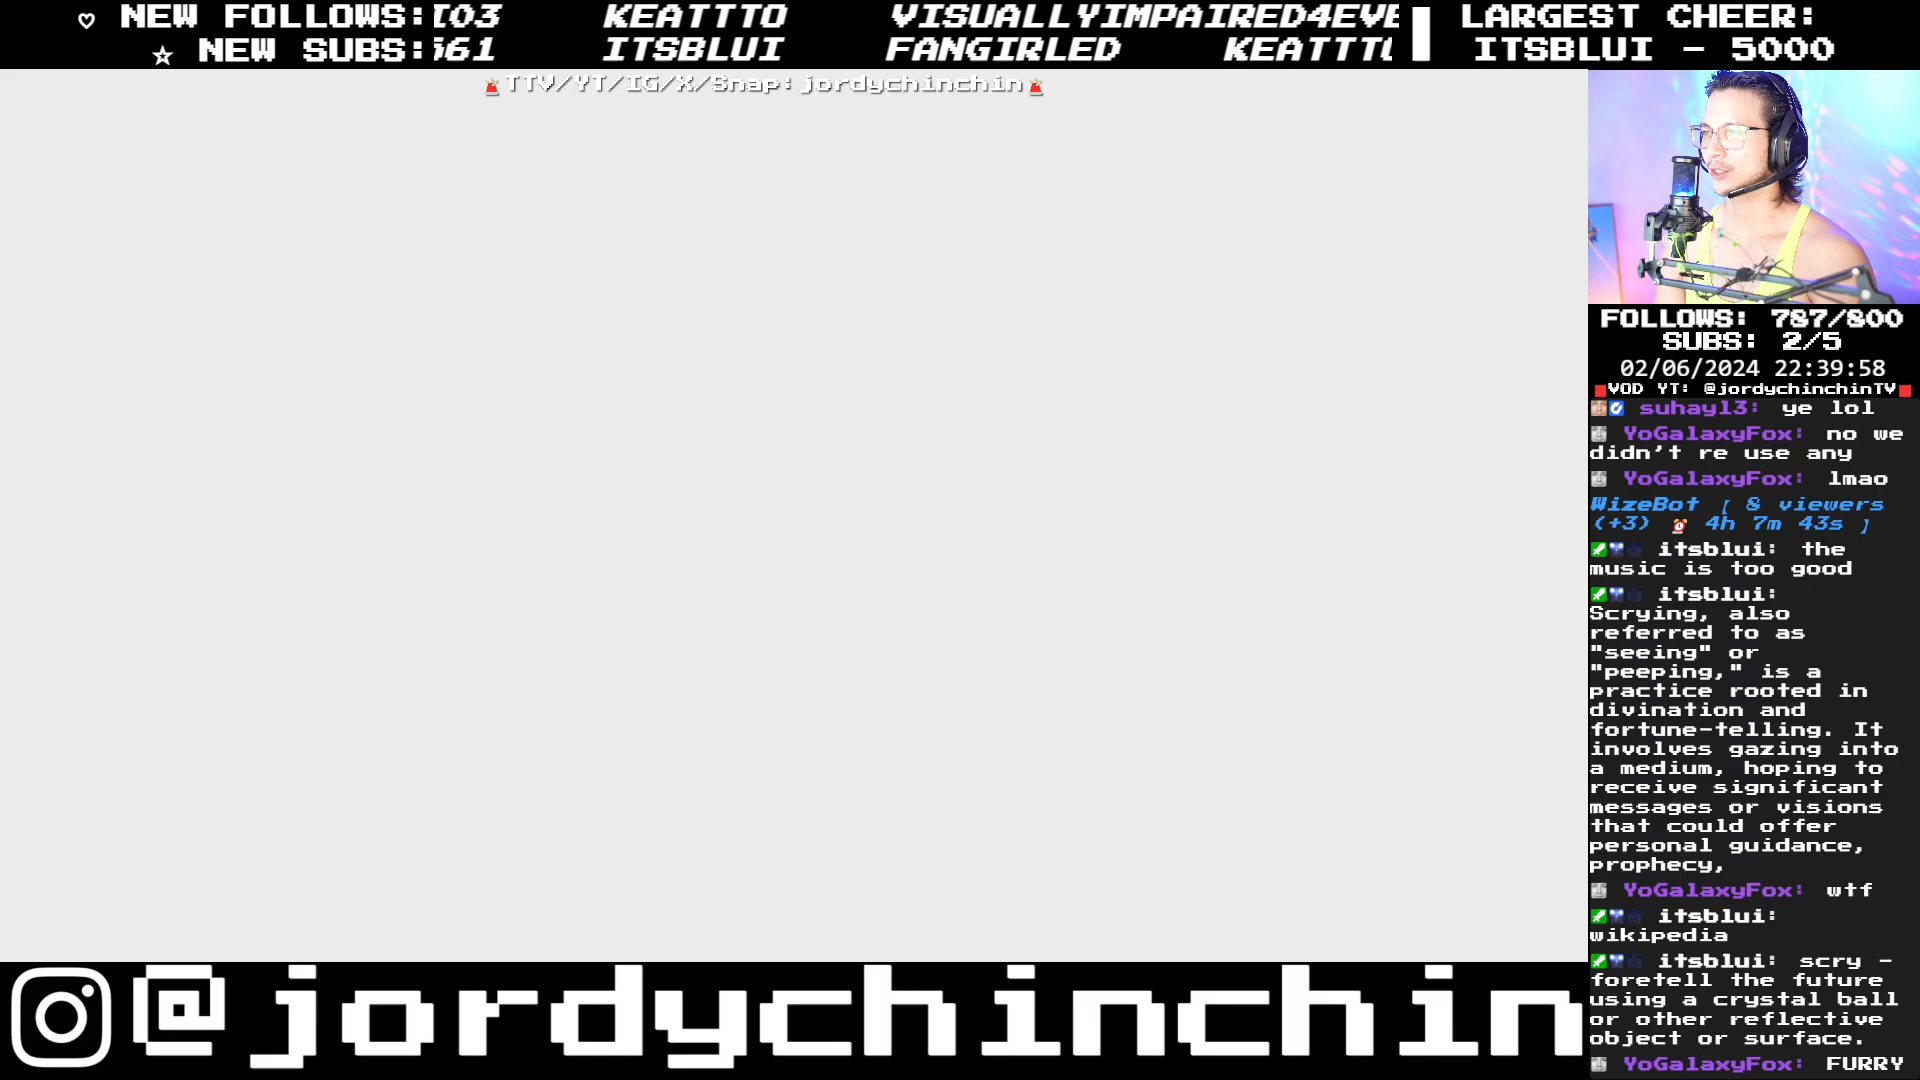 ♡ NEW FOLLOWS: KEATTTO VISUALLYIMPAIRED4EVE LARGEST CHEER:
☆ NEW SUBS: ITSBLUI FANGIRLED KEATTT ITSBLUI - 5000
TTV/YT/IG/X/Snap: jordychinchin
FOLLOWS: 787/800
SUBS: 2/5
02/06/2024 22:39:58
VOD YT: @jordychinchinTV
suhayl3: ye lol
YoGalaxyFox: no we
didn't re use any
YoGalaxyFox: lmao
WizeBot [ 8 viewers
(+3) ⏰ 4h 7m 43s ]
itsblui: the
music is too good
itsblui:
Scrying, also
referred to as
"seeing" or
"peeping," is a
practice rooted in
divination and
fortune-telling. It
involves gazing into
a medium, hoping to
receive significant
messages or visions
that could offer
personal guidance,
prophecy,
YoGalaxyFox: wtf
itsblui:
wikipedia
itsblui: scry -
foretell the future
using a crystal ball
or other reflective
object or surface.
YoGalaxyFox: FURRY
@jordychinchin